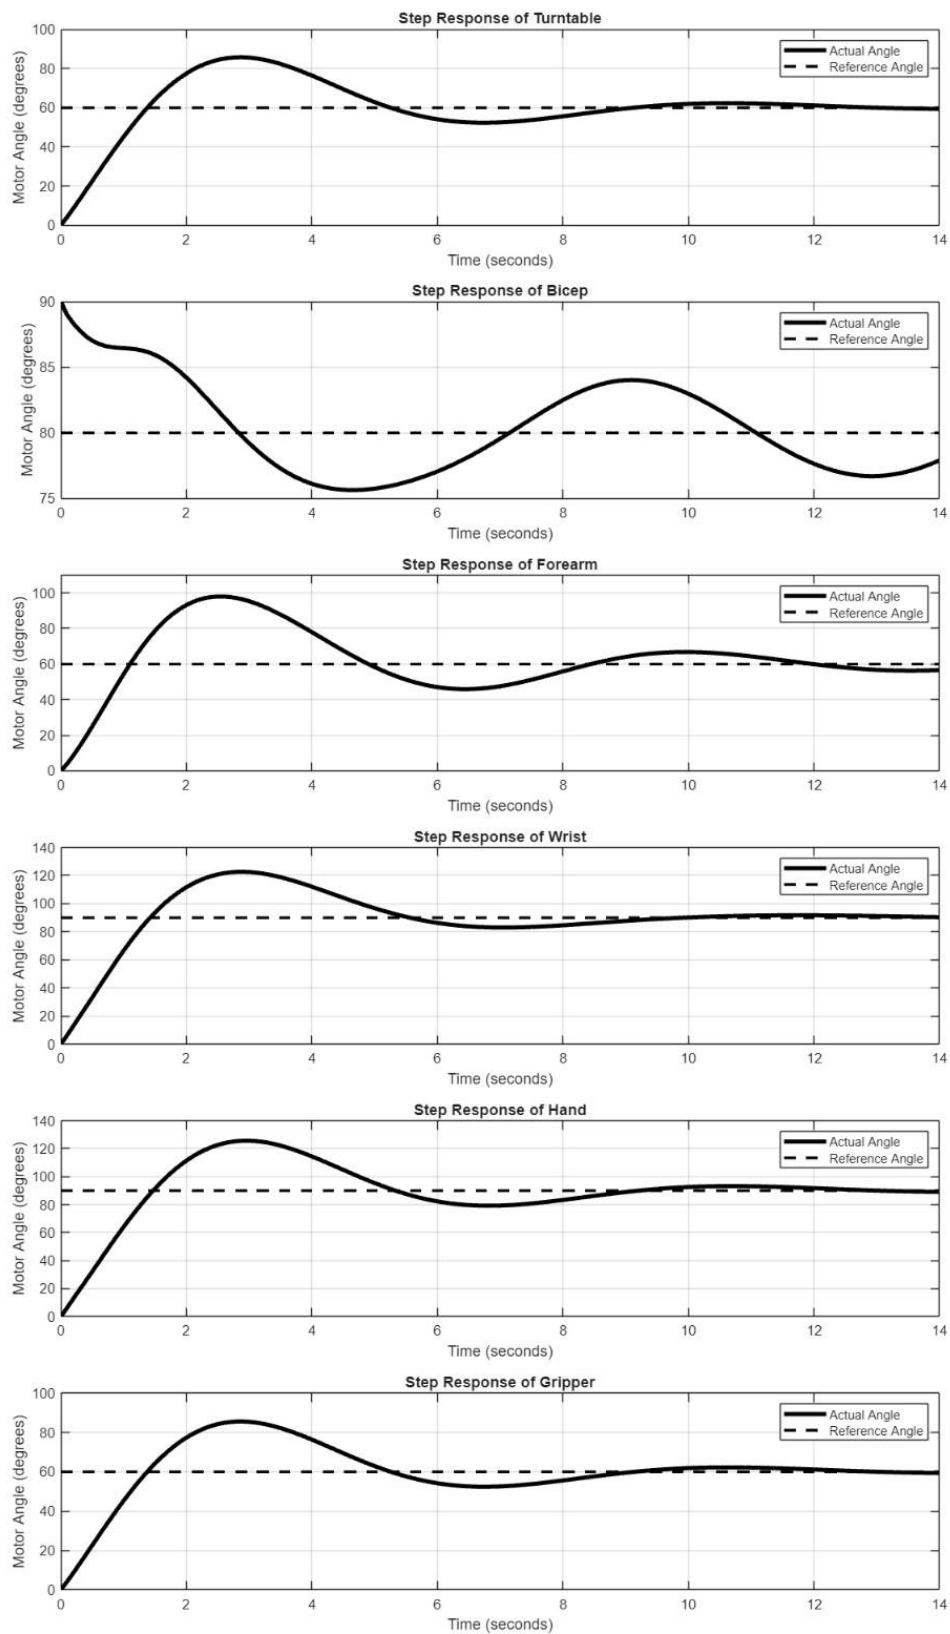 Step Response of Turntable
100
80
60
40
20
0
Motor Angle (degrees)
Actual Angle
Reference Angle
0 2 4 6 8 10 12 14
Time (seconds)
Step Response of Bicep
90
85
80
75
Motor Angle (degrees)
Actual Angle
Reference Angle
0 2 4 6 8 10 12 14
Time (seconds)
Step Response of Forearm
100
80
60
40
20
0
Motor Angle (degrees)
Actual Angle
Reference Angle
0 2 4 6 8 10 12 14
Time (seconds)
Step Response of Wrist
140
120
100
80
60
40
20
0
Motor Angle (degrees)
Actual Angle
Reference Angle
0 2 4 6 8 10 12 14
Time (seconds)
Step Response of Hand
140
120
100
80
60
40
20
0
Motor Angle (degrees)
Actual Angle
Reference Angle
0 2 4 6 8 10 12 14
Time (seconds)
Step Response of Gripper
100
80
60
40
20
0
Motor Angle (degrees)
Actual Angle
Reference Angle
0 2 4 6 8 10 12 14
Time (seconds)